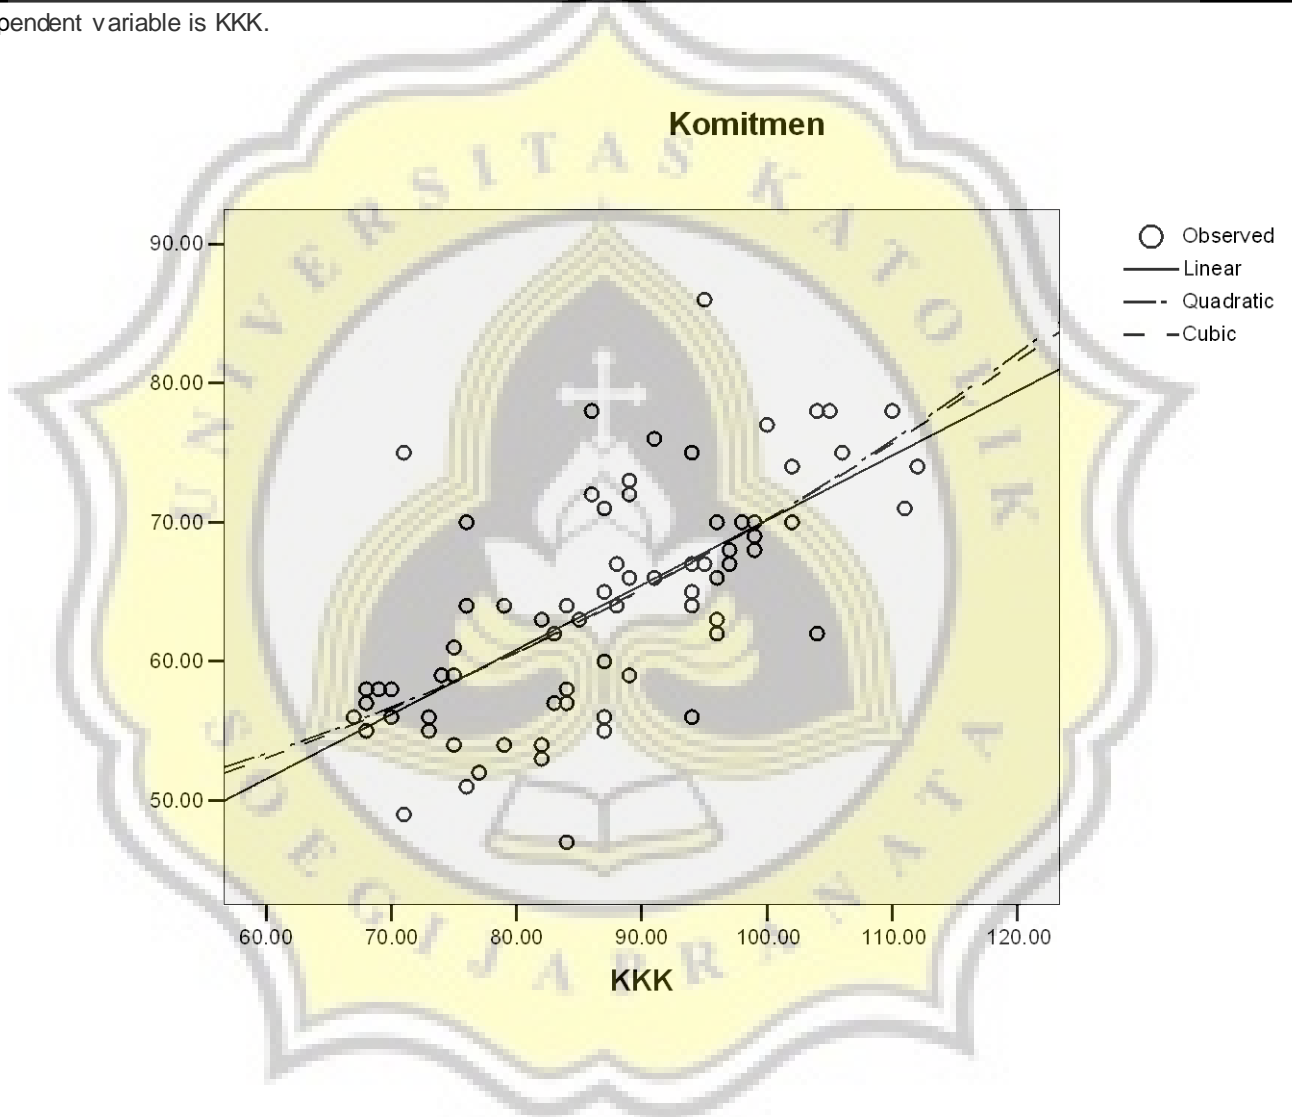 pendent variable is KKK.
Komitmen
90.00
80.00
70.00
60.00
50.00
60.00 70.00 80.00 90.00 100.00 110.00 120.00
KKK
Observed
Linear
Quadratic
Cubic
UNIVERSITAS KATOLIK
SOEGIJAPRANATA